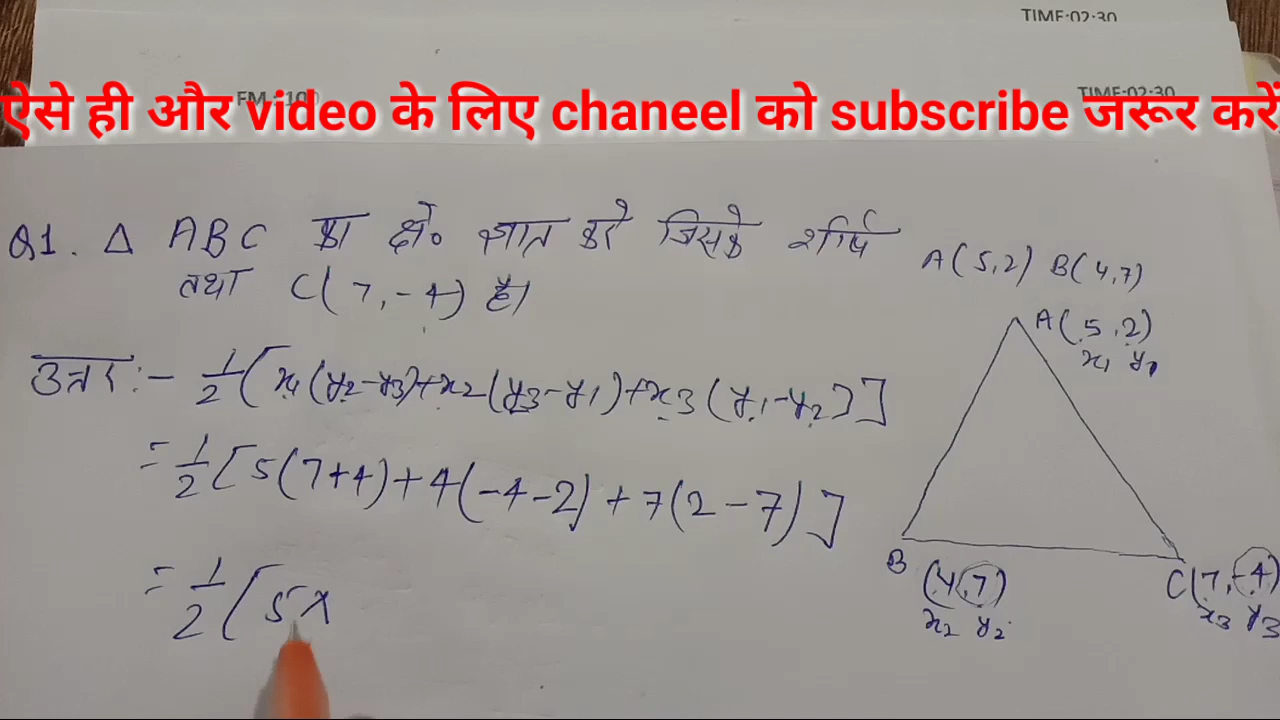 TIME:02:30
FM 100
TIME:02:30
ऐसे ही और video के लिए chaneel को subscribe जरूर करें
Q1. Δ ABC का क्षे० ज्ञात करे जिसके शीर्ष A(5,2) B(4,7)
तथा C(7,-4) है।
उत्तर:- 1/2 [x1(y2-y3)+x2(y3-y1)+x3(y1-y2)]
= 1/2 [5(7+4)+4(-4-2)+7(2-7)]
= 1/2 [5x
A(5,2)
x1 y1
B (4,7)
x2 y2
C(7,-4)
x3 y3